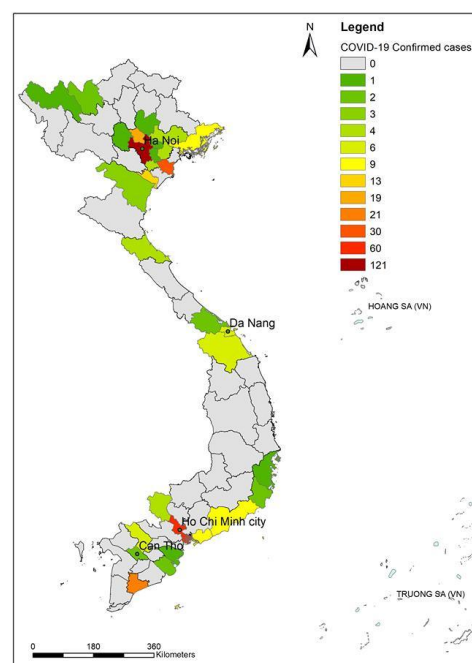 N
Legend
COVID-19 Confirmed cases
0
1
2
3
4
6
9
13
19
21
30
60
121
Ha Noi
HOANG SA (VN)
Da Nang
Ho Chi Minh city
Can Tho
TRUONG SA (VN)
0 180 360
Kilometers